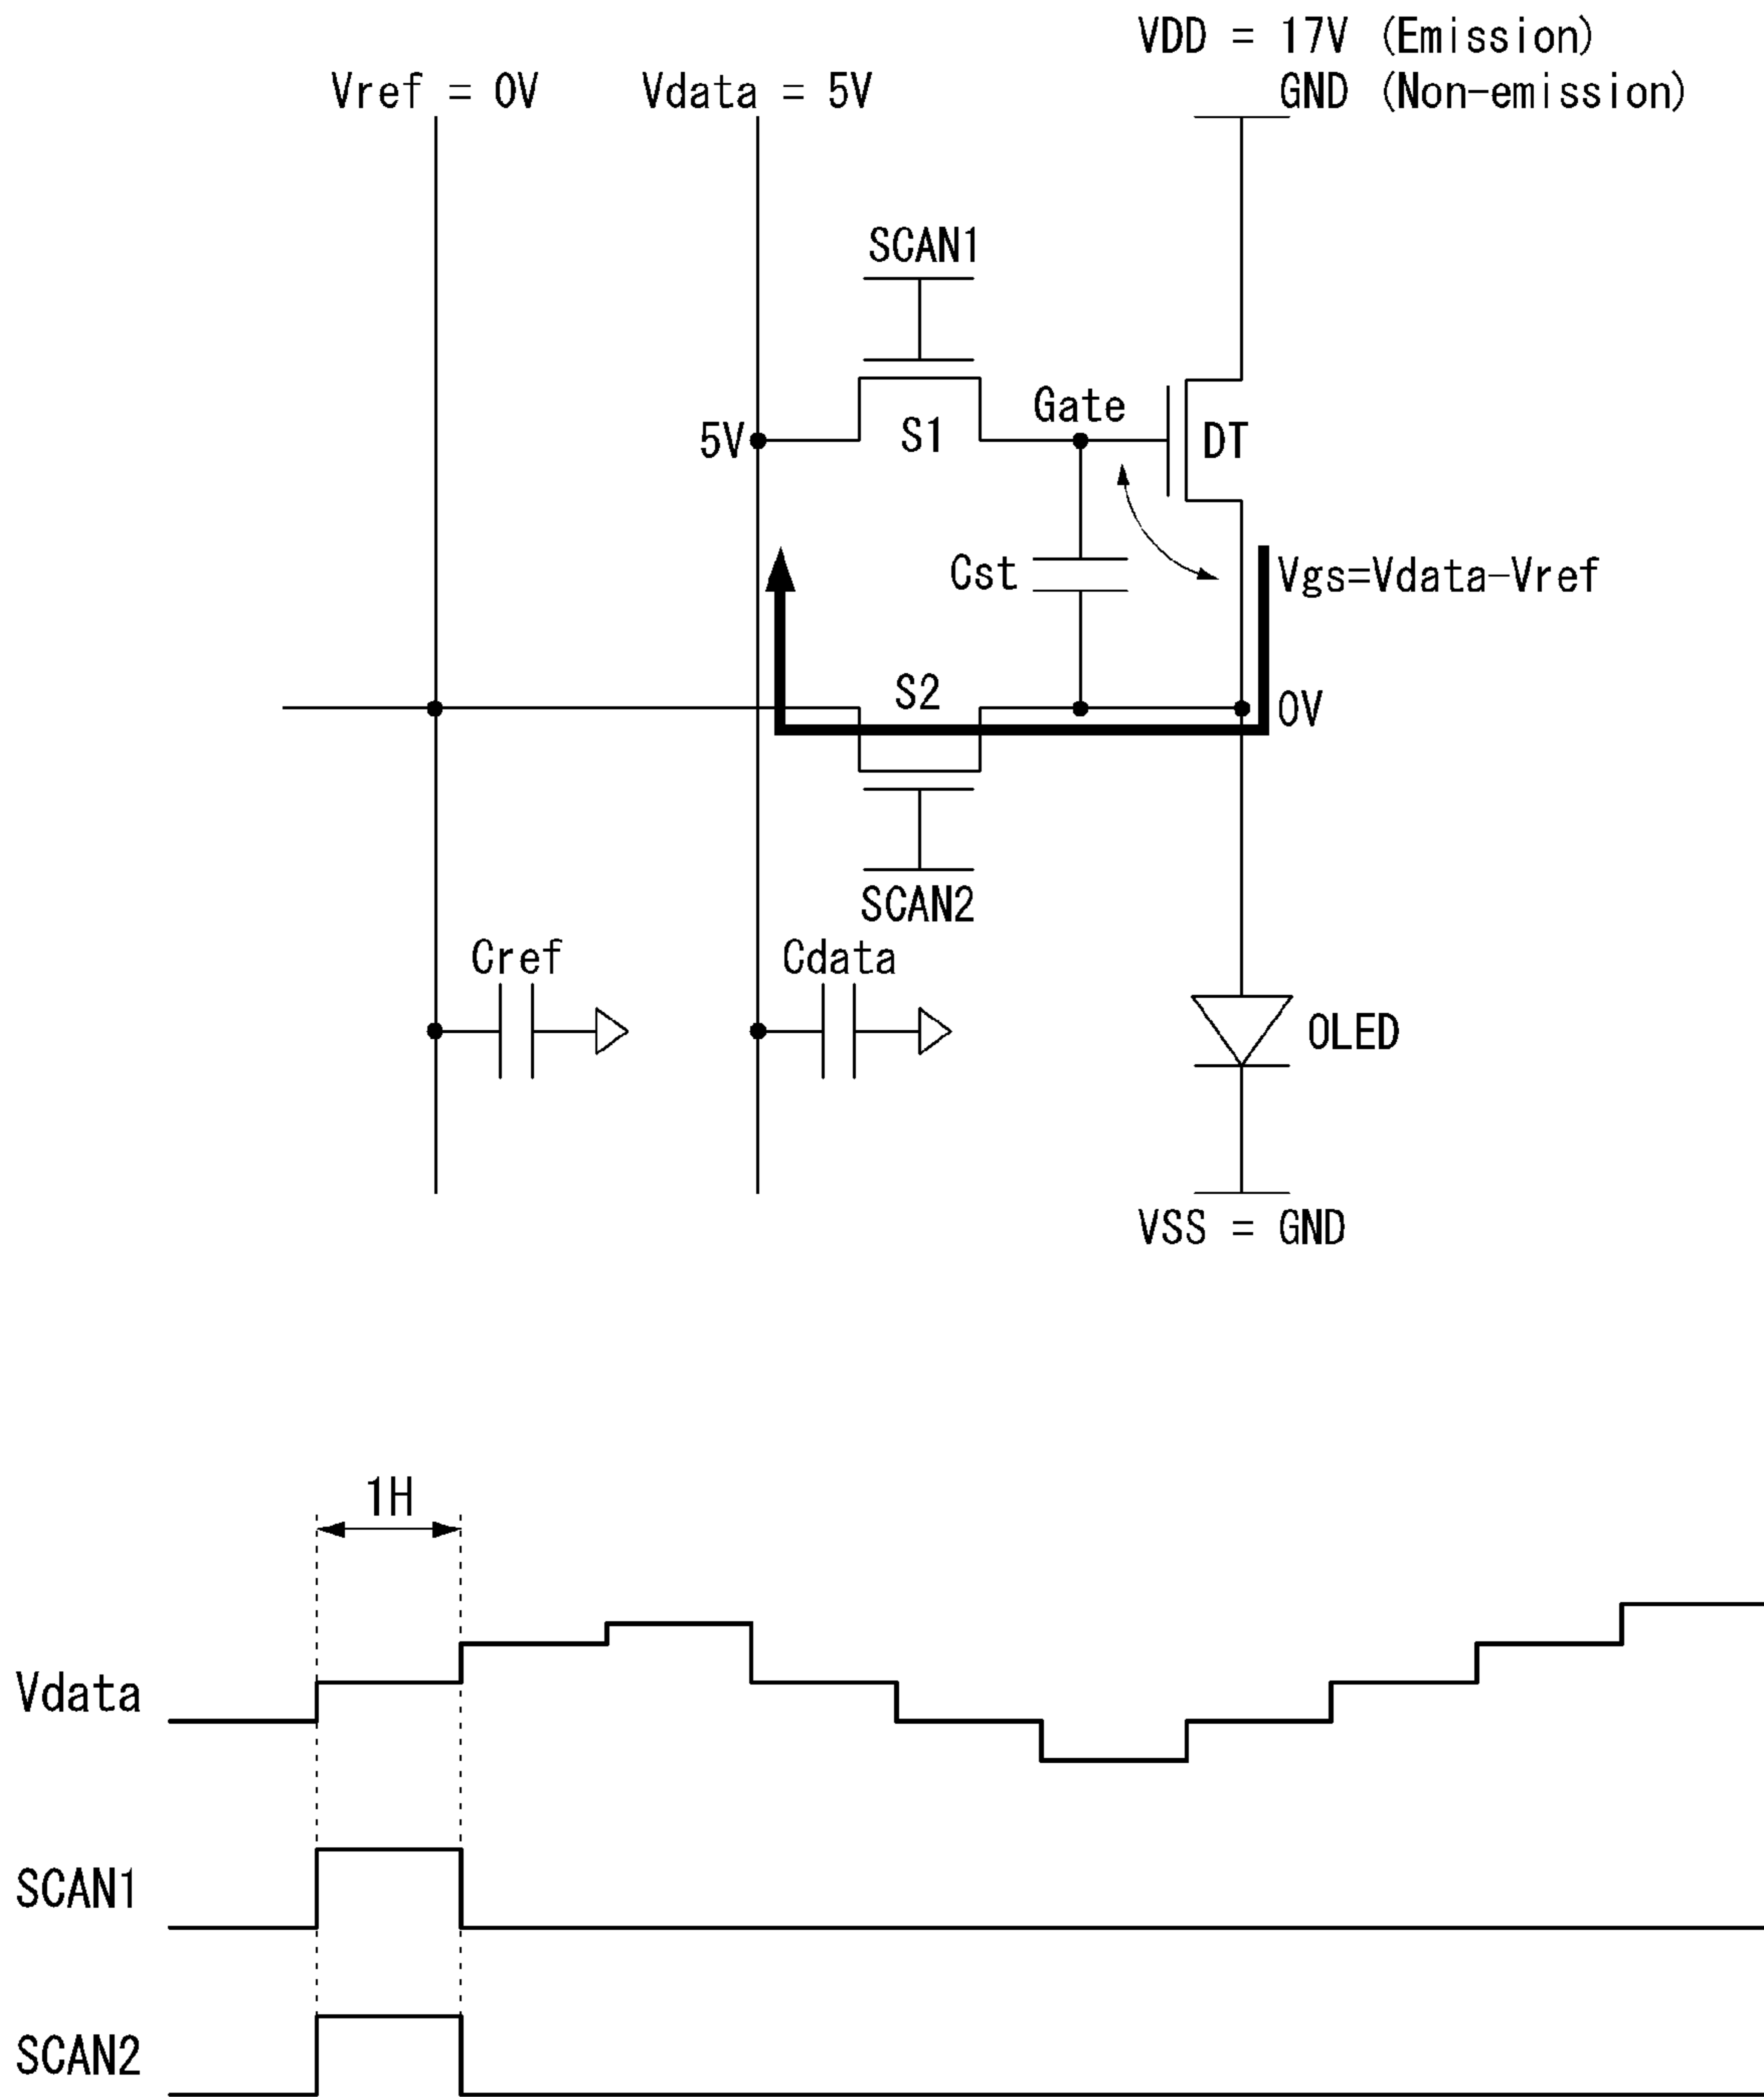 VDD = 17V (Emission)
Vref = 0V Vdata = 5V GND (Non-emission)
SCAN1
Gate
5V S1 DT
Cst Vgs=Vdata-Vref
S2 0V
SCAN2
Cref Cdata
OLED
VSS = GND
1H
Vdata
SCAN1
SCAN2